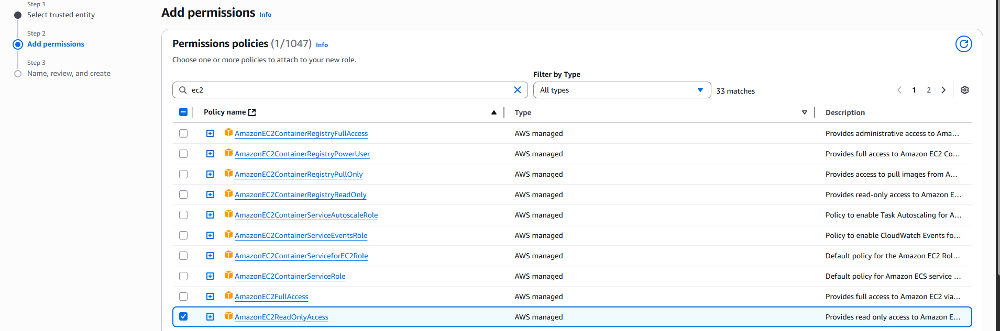 Step 1
Select trusted entity
Step 2
Add permissions
Step 3
Name, review, and create
Add permissions Info
Permissions policies (1/1047) Info
Choose one or more policies to attach to your new role.
Filter by Type
ec2
All types
33 matches
1 2
Policy name Type Description
AmazonEC2ContainerRegistryFullAccess AWS managed Provides administrative access to Ama...
AmazonEC2ContainerRegistryPowerUser AWS managed Provides full access to Amazon EC2 Co...
AmazonEC2ContainerRegistryPullOnly AWS managed Provides access to pull images from A...
AmazonEC2ContainerRegistryReadOnly AWS managed Provides read-only access to Amazon E...
AmazonEC2ContainerServiceAutoscaleRole AWS managed Policy to enable Task Autoscaling for A...
AmazonEC2ContainerServiceEventsRole AWS managed Policy to enable CloudWatch Events fo...
AmazonEC2ContainerServiceforEC2Role AWS managed Default policy for the Amazon EC2 Rol...
AmazonEC2ContainerServiceRole AWS managed Default policy for Amazon ECS service ...
AmazonEC2FullAccess AWS managed Provides full access to Amazon EC2 via...
AmazonEC2ReadOnlyAccess AWS managed Provides read only access to Amazon E...